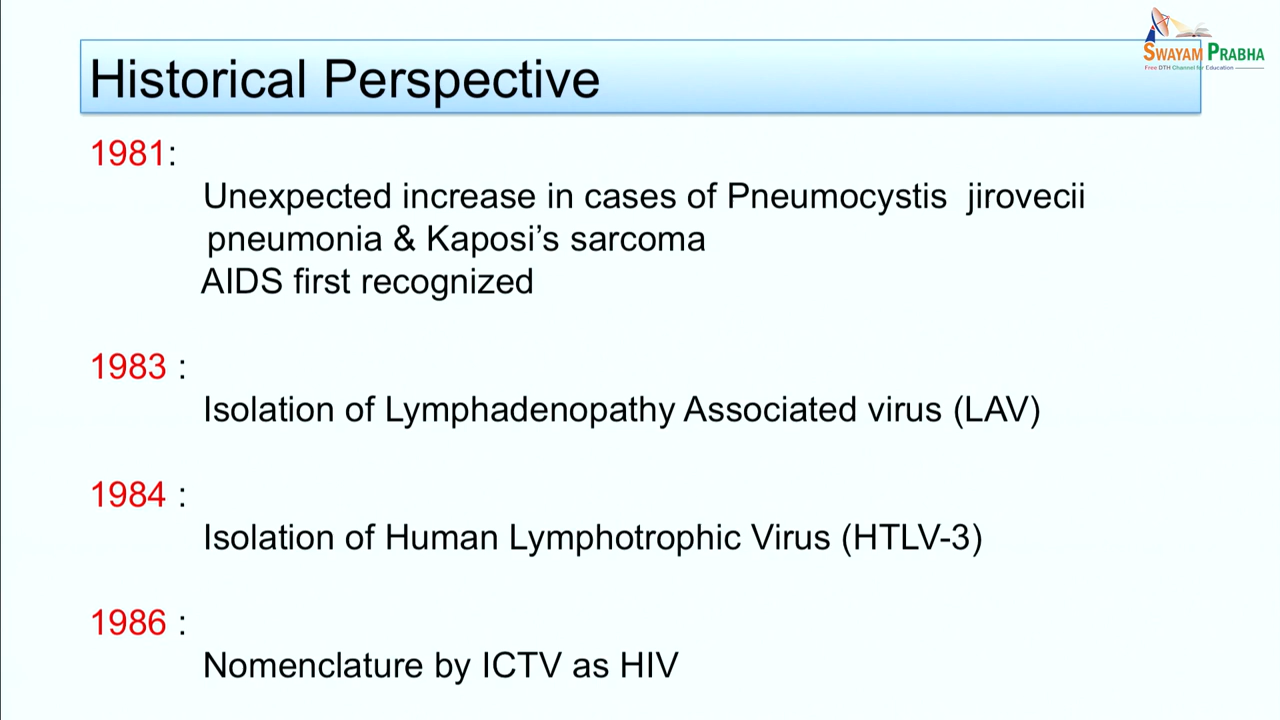 SWAYAM PRABHA
Free DTH Channel for Education
Historical Perspective
1981:
Unexpected increase in cases of Pneumocystis jirovecii
pneumonia & Kaposi’s sarcoma
AIDS first recognized
1983 :
Isolation of Lymphadenopathy Associated virus (LAV)
1984 :
Isolation of Human Lymphotrophic Virus (HTLV-3)
1986 :
Nomenclature by ICTV as HIV